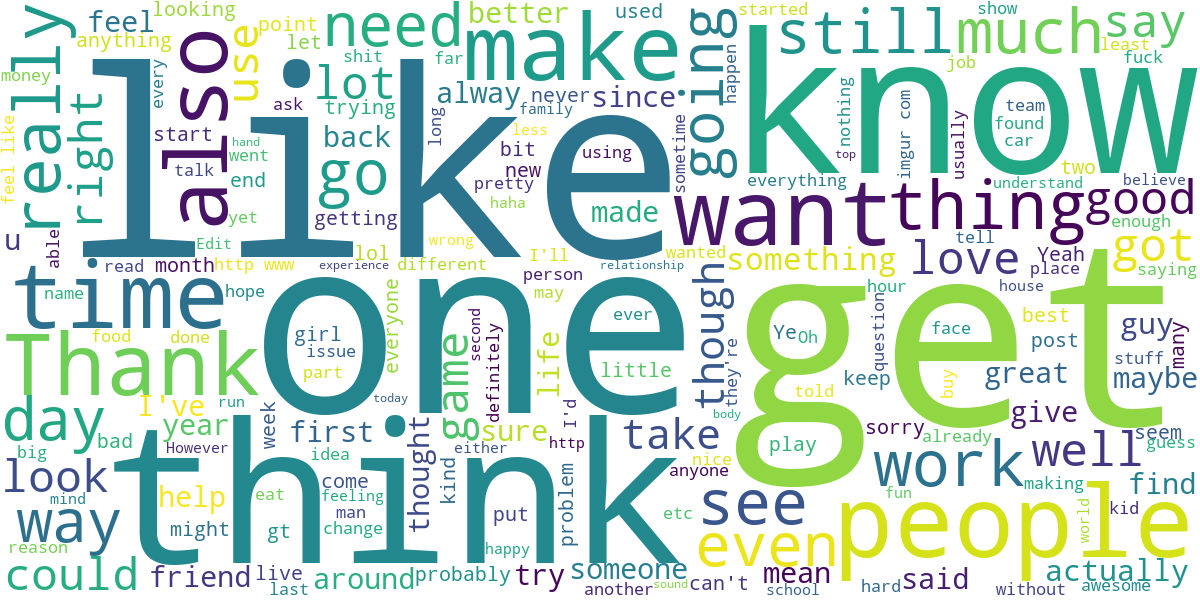 like
know
one
get
think
people
want
thing
make
time
Thank
also
really
need
still
much
say
going
good
go
lot
right
use
feel
looking
anything
point
let
better
used
started
show
least
fuck
job
shit
far
every
money
trying
alway
never
since
happen
nothing
imgur com
usually
team
found
car
back
ask
long
family
less
bit
using
new
sometime
top
everything
two
understand
believe
start
talk
went
hand
end
yet
getting
pretty
haha
made
enough
feel like
u
able
Edit
lol
wrong
wanted
something
love
tell
Yeah
place
got
saying
read
month
http www
experience
different
I'll
person
relationship
may
name
hope
though
hour
house
question
ever
Ye
Oh
face
best
post
guy
many
stuff
maybe
food
done
girl
issue
part
everyone
game
second
definitely
life
little
they're
told
keep
buy
great
day
I've
year
run
today
body
play
sorry
give
already
seem
guess
big
bad
However
week
first
idea
thought
kind
either
sure
I'd
http
take
anyone
nice
work
well
making
find
look
mind
help
come
feeling
man
change
eat
gt
might
put
problem
etc
see
fun
world
kid
way
reason
happy
even
could
friend
live
last
around
probably
try
someone
another
sound
can't
mean
school
hard
said
without
actually
awesome